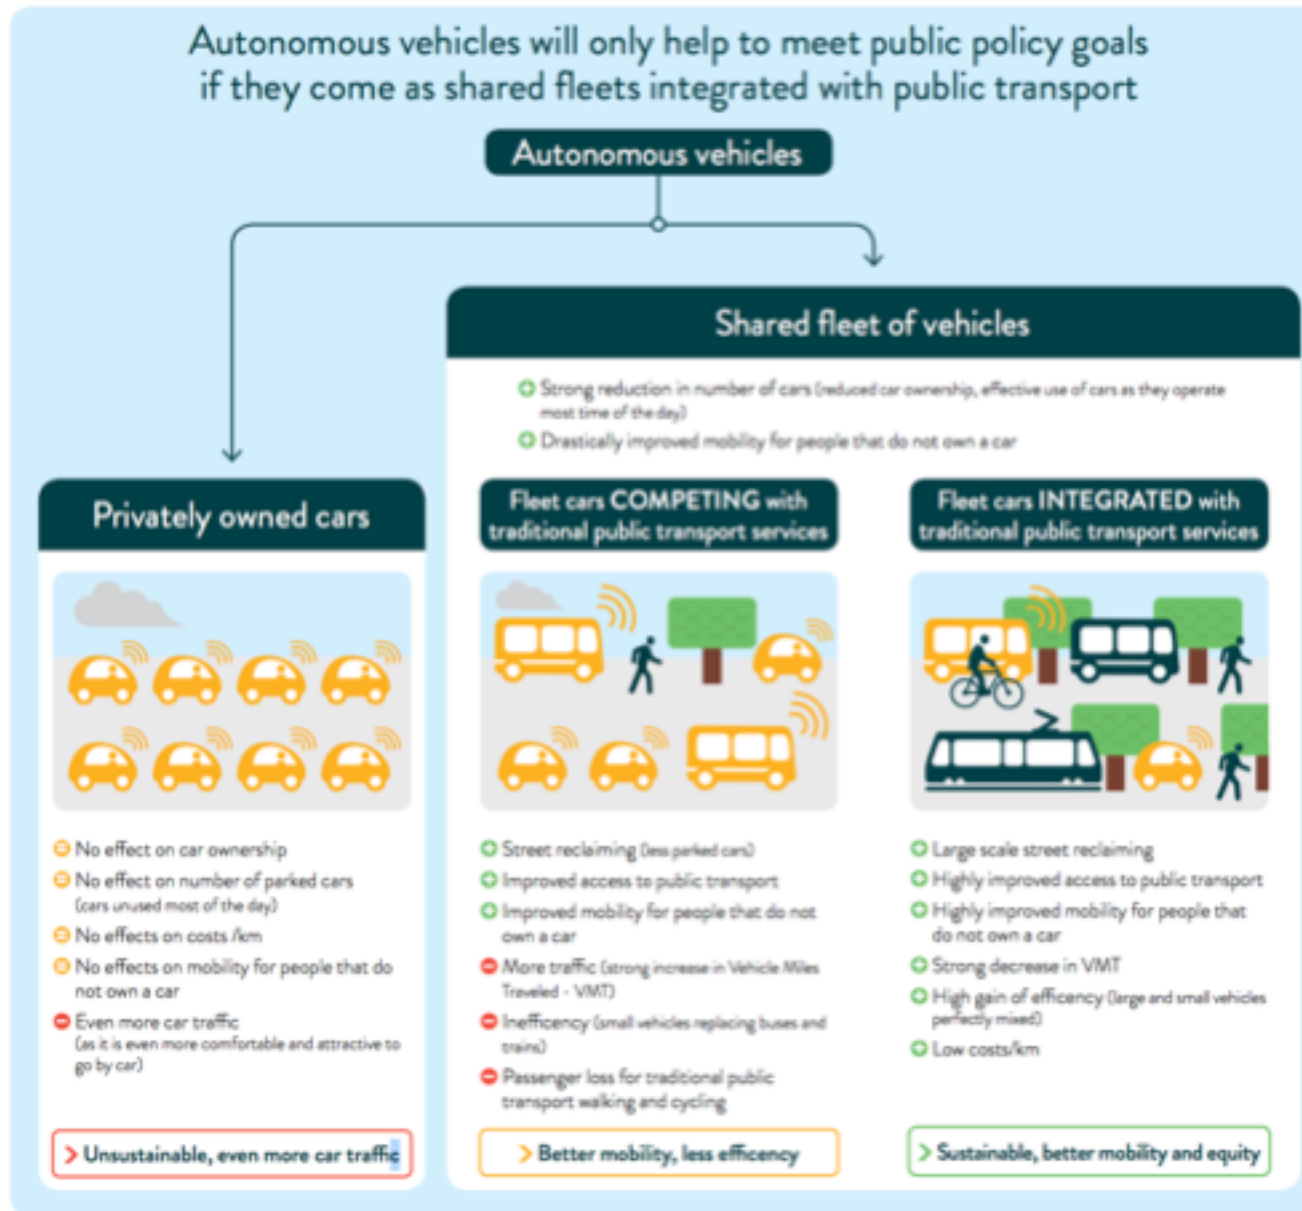 Autonomous vehicles will only help to meet public policy goals
if they come as shared fleets integrated with public transport
Autonomous vehicles
Shared fleet of vehicles
Strong reduction in number of cars (reduced car ownership, effective use of cars as they operate
most time of the day)
Drastically improved mobility for people that do not own a car
Privately owned cars
No effect on car ownership
No effect on number of parked cars
(cars unused most of the day)
No effects on costs /km
No effects on mobility for people that do
not own a car
Even more car traffic
(as it is even more comfortable and attractive to
go by car)
> Unsustainable, even more car traffic
Fleet cars COMPETING with
traditional public transport services
Street reclaiming (less parked cars)
Improved access to public transport
Improved mobility for people that do not
own a car
More traffic (strong increase in Vehicle Miles
Traveled - VMT)
Inefficency (small vehicles replacing buses and
trains)
Passenger loss for traditional public
transport walking and cycling
> Better mobility, less efficency
Fleet cars INTEGRATED with
traditional public transport services
Large scale street reclaiming
Highly improved access to public transport
Highly improved mobility for people that
do not own a car
Strong decrease in VMT
High gain of efficency (large and small vehicles
perfectly mixed)
Low costs/km
> Sustainable, better mobility and equity